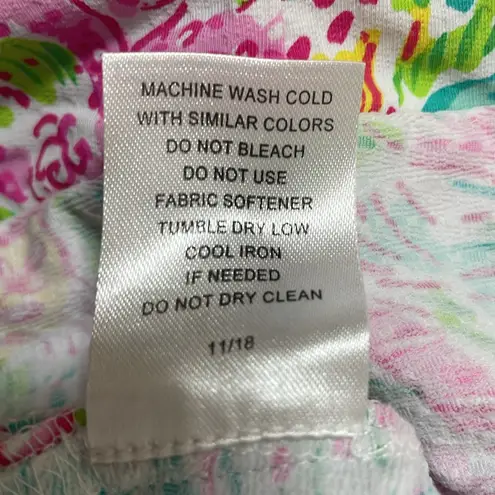 MACHINE WASH COLD
WITH SIMILAR COLORS
DO NOT BLEACH
DO NOT USE
FABRIC SOFTENER
TUMBLE DRY LOW
COOL IRON
IF NEEDED
DO NOT DRY CLEAN
11/18